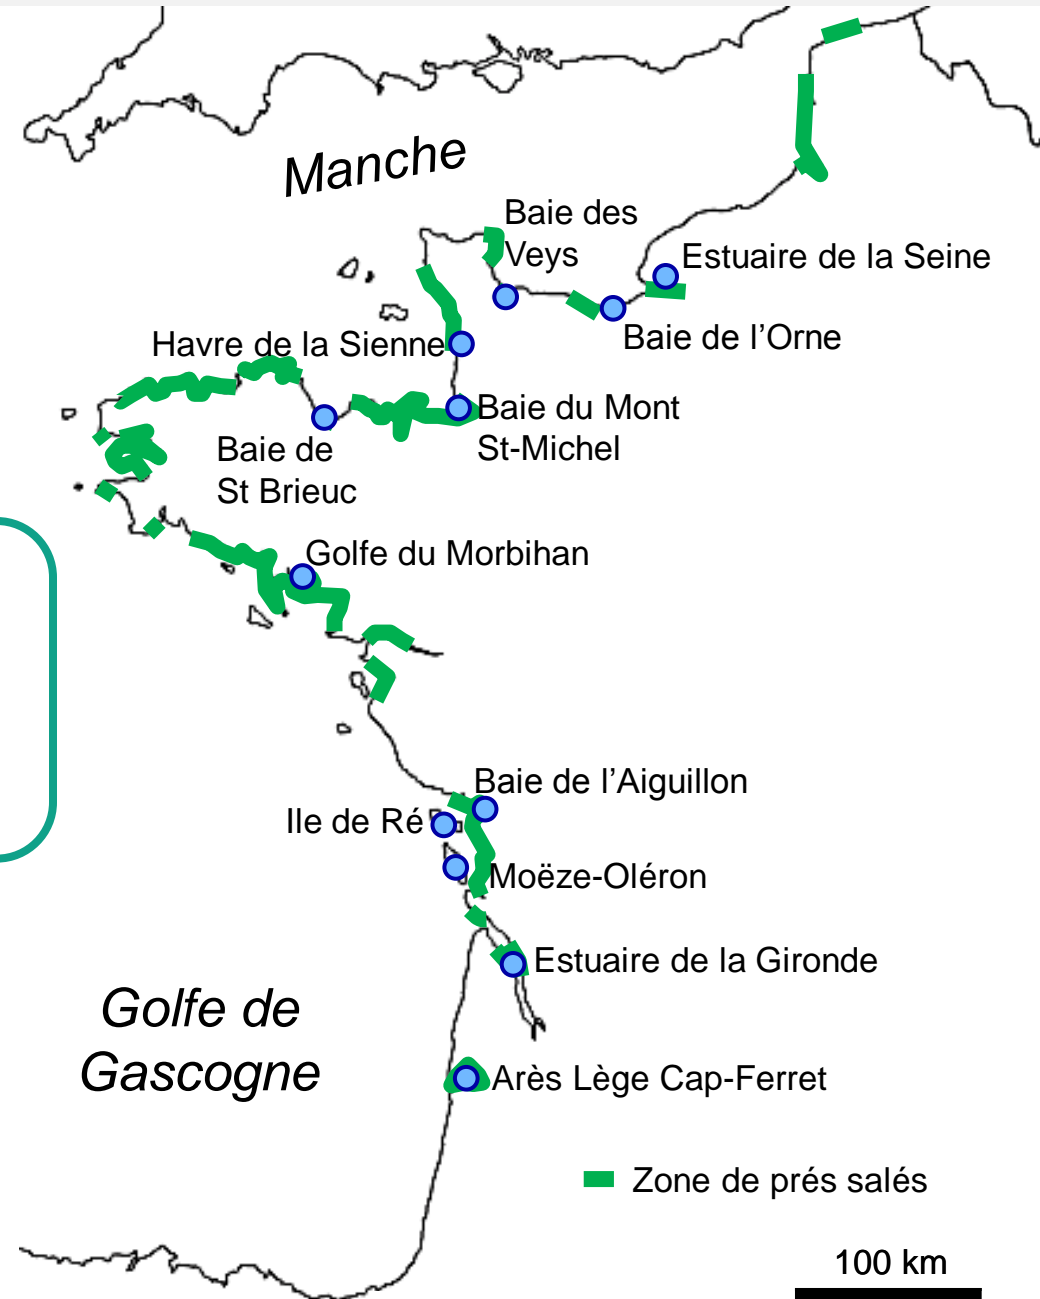 Manche
Baie des
Veys
Estuaire de la Seine
Baie de l’Orne
Havre de la Sienne
Baie du Mont
St-Michel
Baie de
St Brieuc
Golfe du Morbihan
Baie de l’Aiguillon
Ile de Ré
Moëze-Oléron
Estuaire de la Gironde
Golfe de
Gascogne
Arès Lège Cap-Ferret
Zone de prés salés
100 km